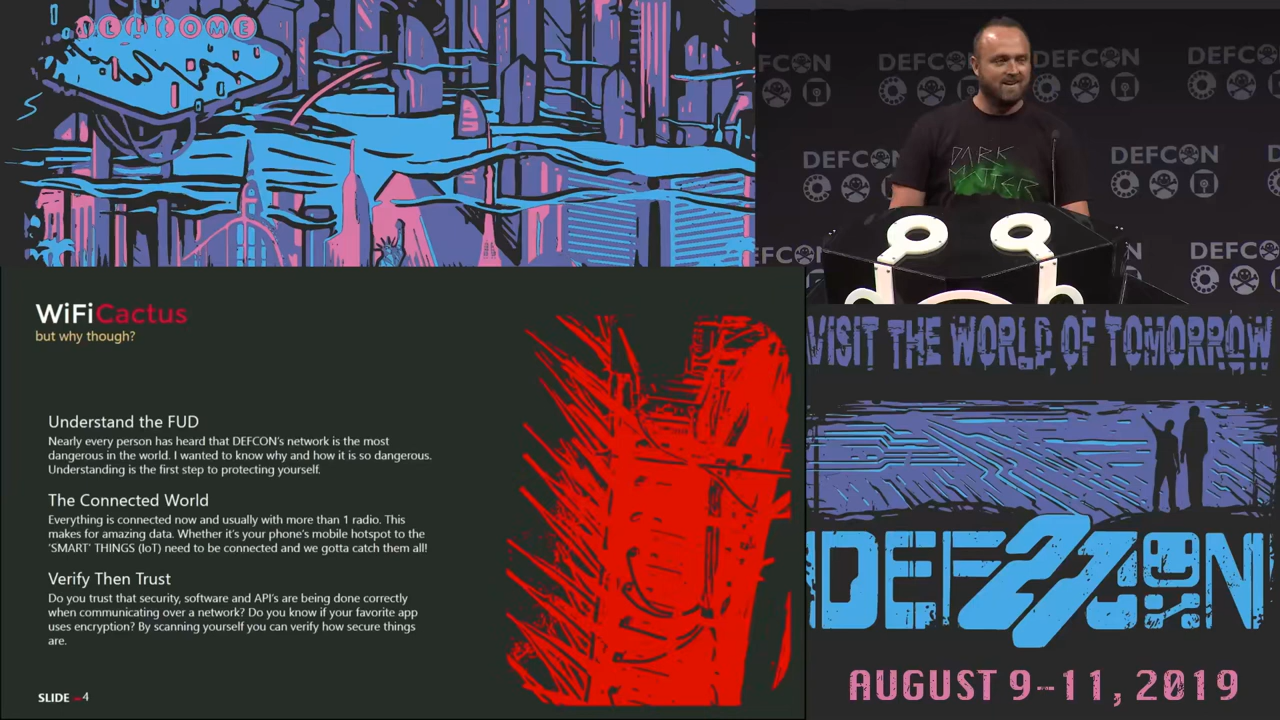 WELCOME
DEFCON
DEFCON
DEFCON
DEFCON
DEFCON
DEFCON
DARK
MATTER
WiFiCactus
but why though?
Understand the FUD
Nearly every person has heard that DEFCON's network is the most
dangerous in the world. I wanted to know why and how it is so dangerous.
Understanding is the first step to protecting yourself.
The Connected World
Everything is connected now and usually with more than 1 radio. This
makes for amazing data. Whether it's your phone's mobile hotspot to the
'SMART' THINGS (IoT) need to be connected and we gotta catch them all!
Verify Then Trust
Do you trust that security, software and API's are being done correctly
when communicating over a network? Do you know if your favorite app
uses encryption? By scanning yourself you can verify how secure things
are.
SLIDE 4
VISIT THE WORLD OF TOMORROW
DEF27CON
AUGUST 9-11, 2019